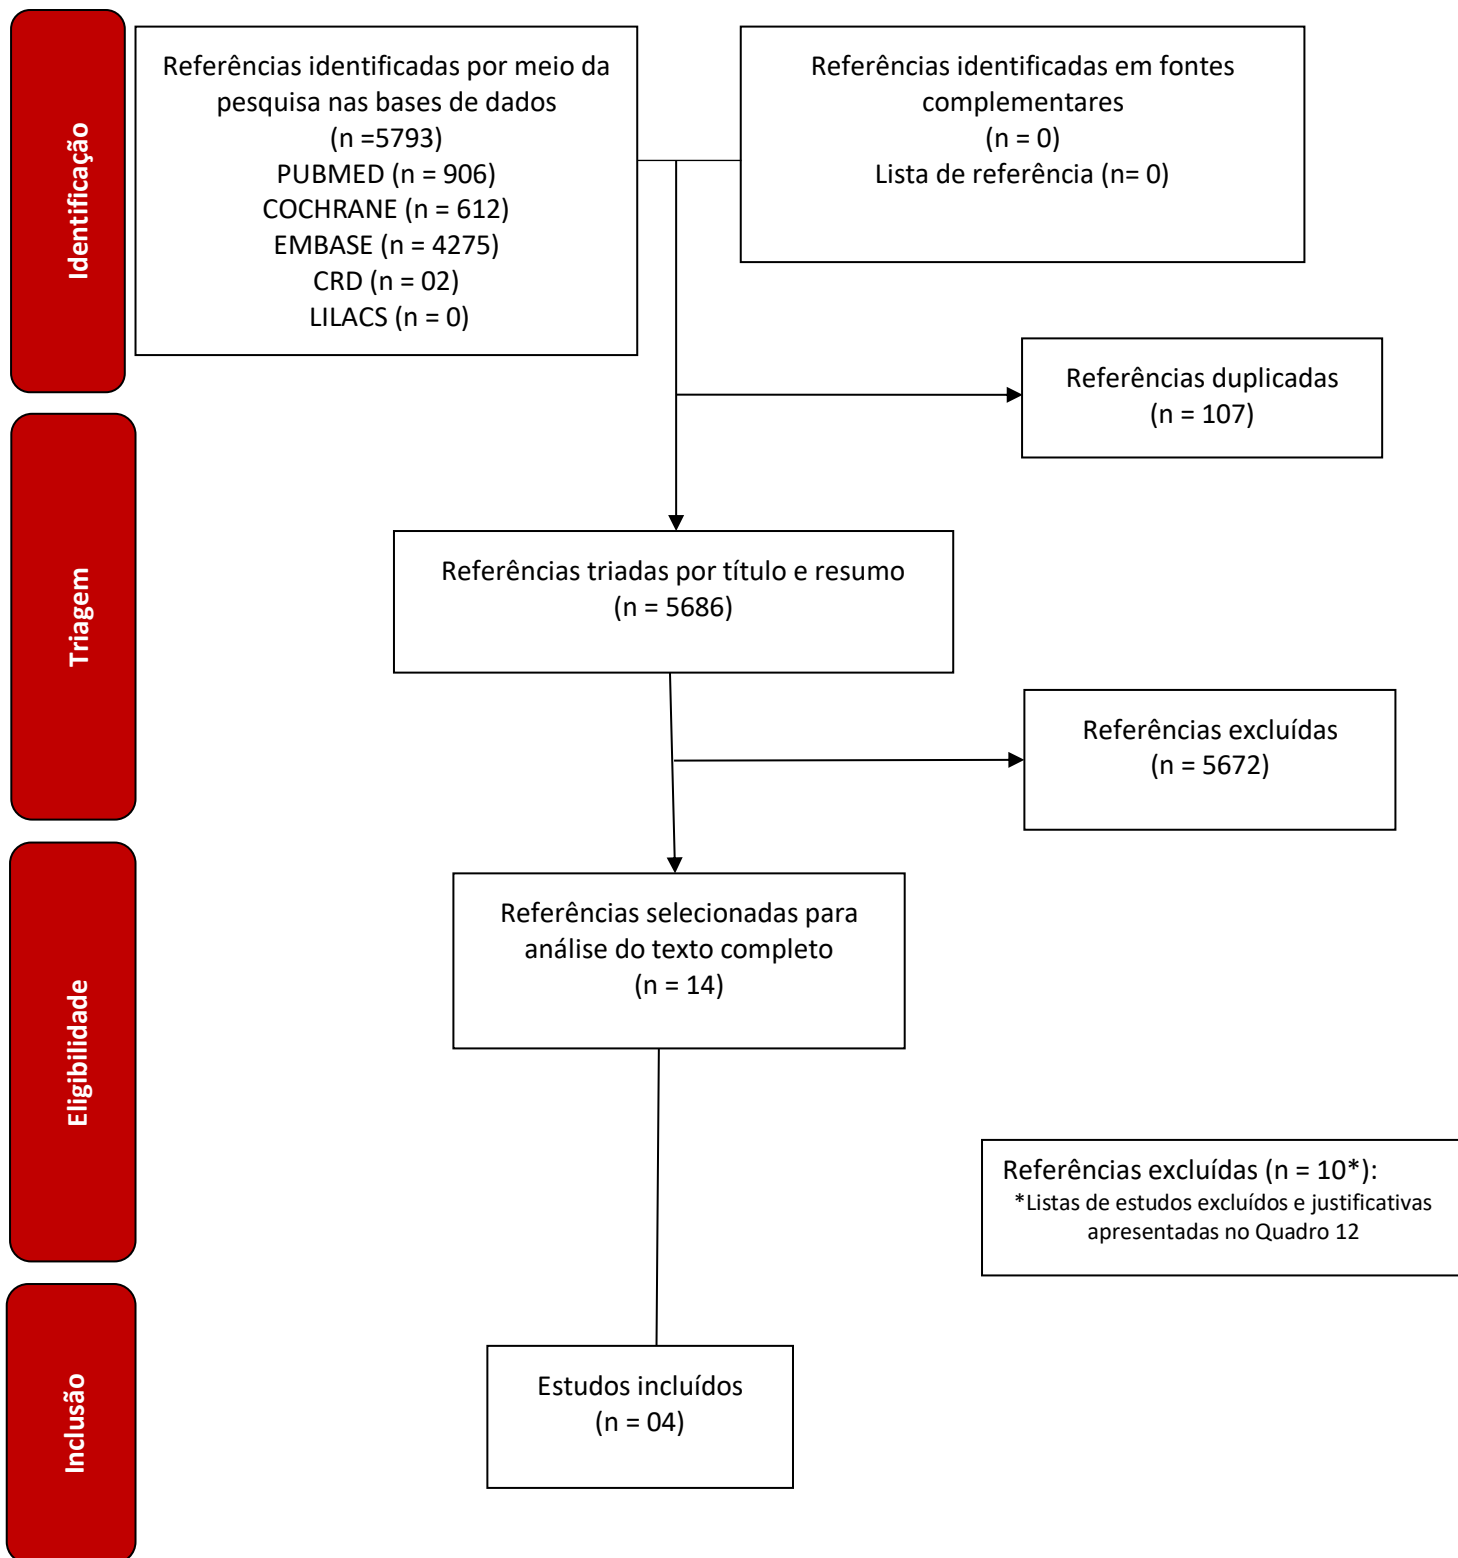 Identificação
Referências identificadas por meio da
pesquisa nas bases de dados
(n =5793)
PUBMED (n = 906)
COCHRANE (n = 612)
EMBASE (n = 4275)
CRD (n = 02)
LILACS (n = 0)
Referências identificadas em fontes
complementares
(n = 0)
Lista de referência (n= 0)
Referências duplicadas
(n = 107)
Triagem
Referências triadas por título e resumo
(n = 5686)
Referências excluídas
(n = 5672)
Eligibilidade
Referências selecionadas para
análise do texto completo
(n = 14)
Referências excluídas (n = 10*):
*Listas de estudos excluídos e justificativas
apresentadas no Quadro 12
Inclusão
Estudos incluídos
(n = 04)